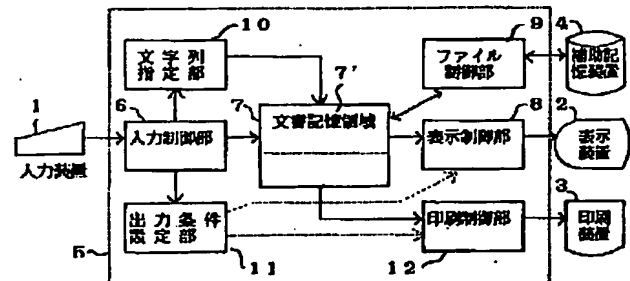 10
9
4
文字列
指定部
ファイル
制御部
補助記
憶装置
1
6
7
7'
8
2
入力制御部
文書記憶領域
表示制御部
表示
装置
入力装置
3
出力条件
設定部
印刷制御部
印刷
装置
5
11
12